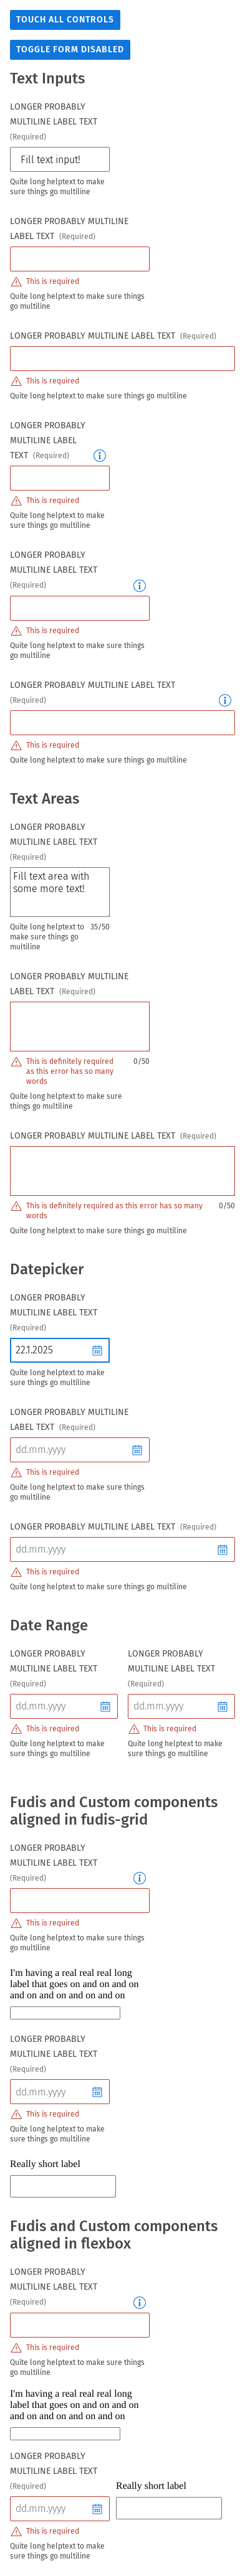 TOUCH ALL CONTROLS
TOGGLE FORM DISABLED
Text Inputs
LONGER PROBABLY
MULTILINE LABEL TEXT
(Required)
Fill text input!
Quite long helptext to make
sure things go multiline
LONGER PROBABLY MULTILINE
LABEL TEXT (Required)
This is required
Quite long helptext to make sure things
go multiline
LONGER PROBABLY MULTILINE LABEL TEXT (Required)
This is required
Quite long helptext to make sure things go multiline
LONGER PROBABLY
MULTILINE LABEL
TEXT (Required)
This is required
Quite long helptext to make
sure things go multiline
LONGER PROBABLY
MULTILINE LABEL TEXT
(Required)
This is required
Quite long helptext to make sure things
go multiline
LONGER PROBABLY MULTILINE LABEL TEXT
(Required)
This is required
Quite long helptext to make sure things go multiline
Text Areas
LONGER PROBABLY
MULTILINE LABEL TEXT
(Required)
Fill text area with
some more text!
Quite long helptext to 35/50
make sure things go
multiline
LONGER PROBABLY MULTILINE
LABEL TEXT (Required)
This is definitely required 0/50
as this error has so many
words
Quite long helptext to make sure
things go multiline
LONGER PROBABLY MULTILINE LABEL TEXT (Required)
This is definitely required as this error has so many 0/50
words
Quite long helptext to make sure things go multiline
Datepicker
LONGER PROBABLY
MULTILINE LABEL TEXT
(Required)
22.1.2025
Quite long helptext to make
sure things go multiline
LONGER PROBABLY MULTILINE
LABEL TEXT (Required)
dd.mm.yyyy
This is required
Quite long helptext to make sure things
go multiline
LONGER PROBABLY MULTILINE LABEL TEXT (Required)
dd.mm.yyyy
This is required
Quite long helptext to make sure things go multiline
Date Range
LONGER PROBABLY LONGER PROBABLY
MULTILINE LABEL TEXT MULTILINE LABEL TEXT
(Required) (Required)
dd.mm.yyyy dd.mm.yyyy
This is required This is required
Quite long helptext to make Quite long helptext to make
sure things go multiline sure things go multiline
Fudis and Custom components
aligned in fudis-grid
LONGER PROBABLY
MULTILINE LABEL TEXT
(Required)
This is required
Quite long helptext to make sure things
go multiline
I'm having a real real real long
label that goes on and on and on
and on and on and on and on
LONGER PROBABLY
MULTILINE LABEL TEXT
(Required)
dd.mm.yyyy
This is required
Quite long helptext to make
sure things go multiline
Really short label
Fudis and Custom components
aligned in flexbox
LONGER PROBABLY
MULTILINE LABEL TEXT
(Required)
This is required
Quite long helptext to make sure things
go multiline
I'm having a real real real long
label that goes on and on and on
and on and on and on and on
LONGER PROBABLY
MULTILINE LABEL TEXT
(Required) Really short label
dd.mm.yyyy
This is required
Quite long helptext to make
sure things go multiline